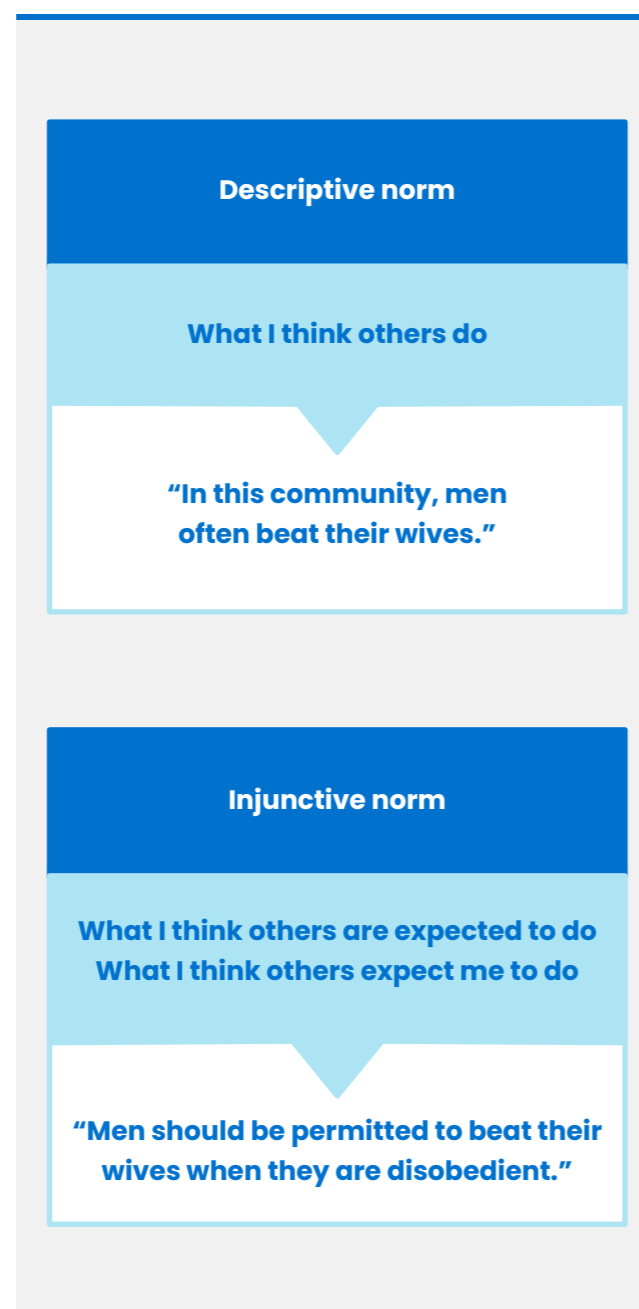 Descriptive norm
What I think others do
“In this community, men
often beat their wives.”
Injunctive norm
What I think others are expected to do
What I think others expect me to do
“Men should be permitted to beat their
wives when they are disobedient.”